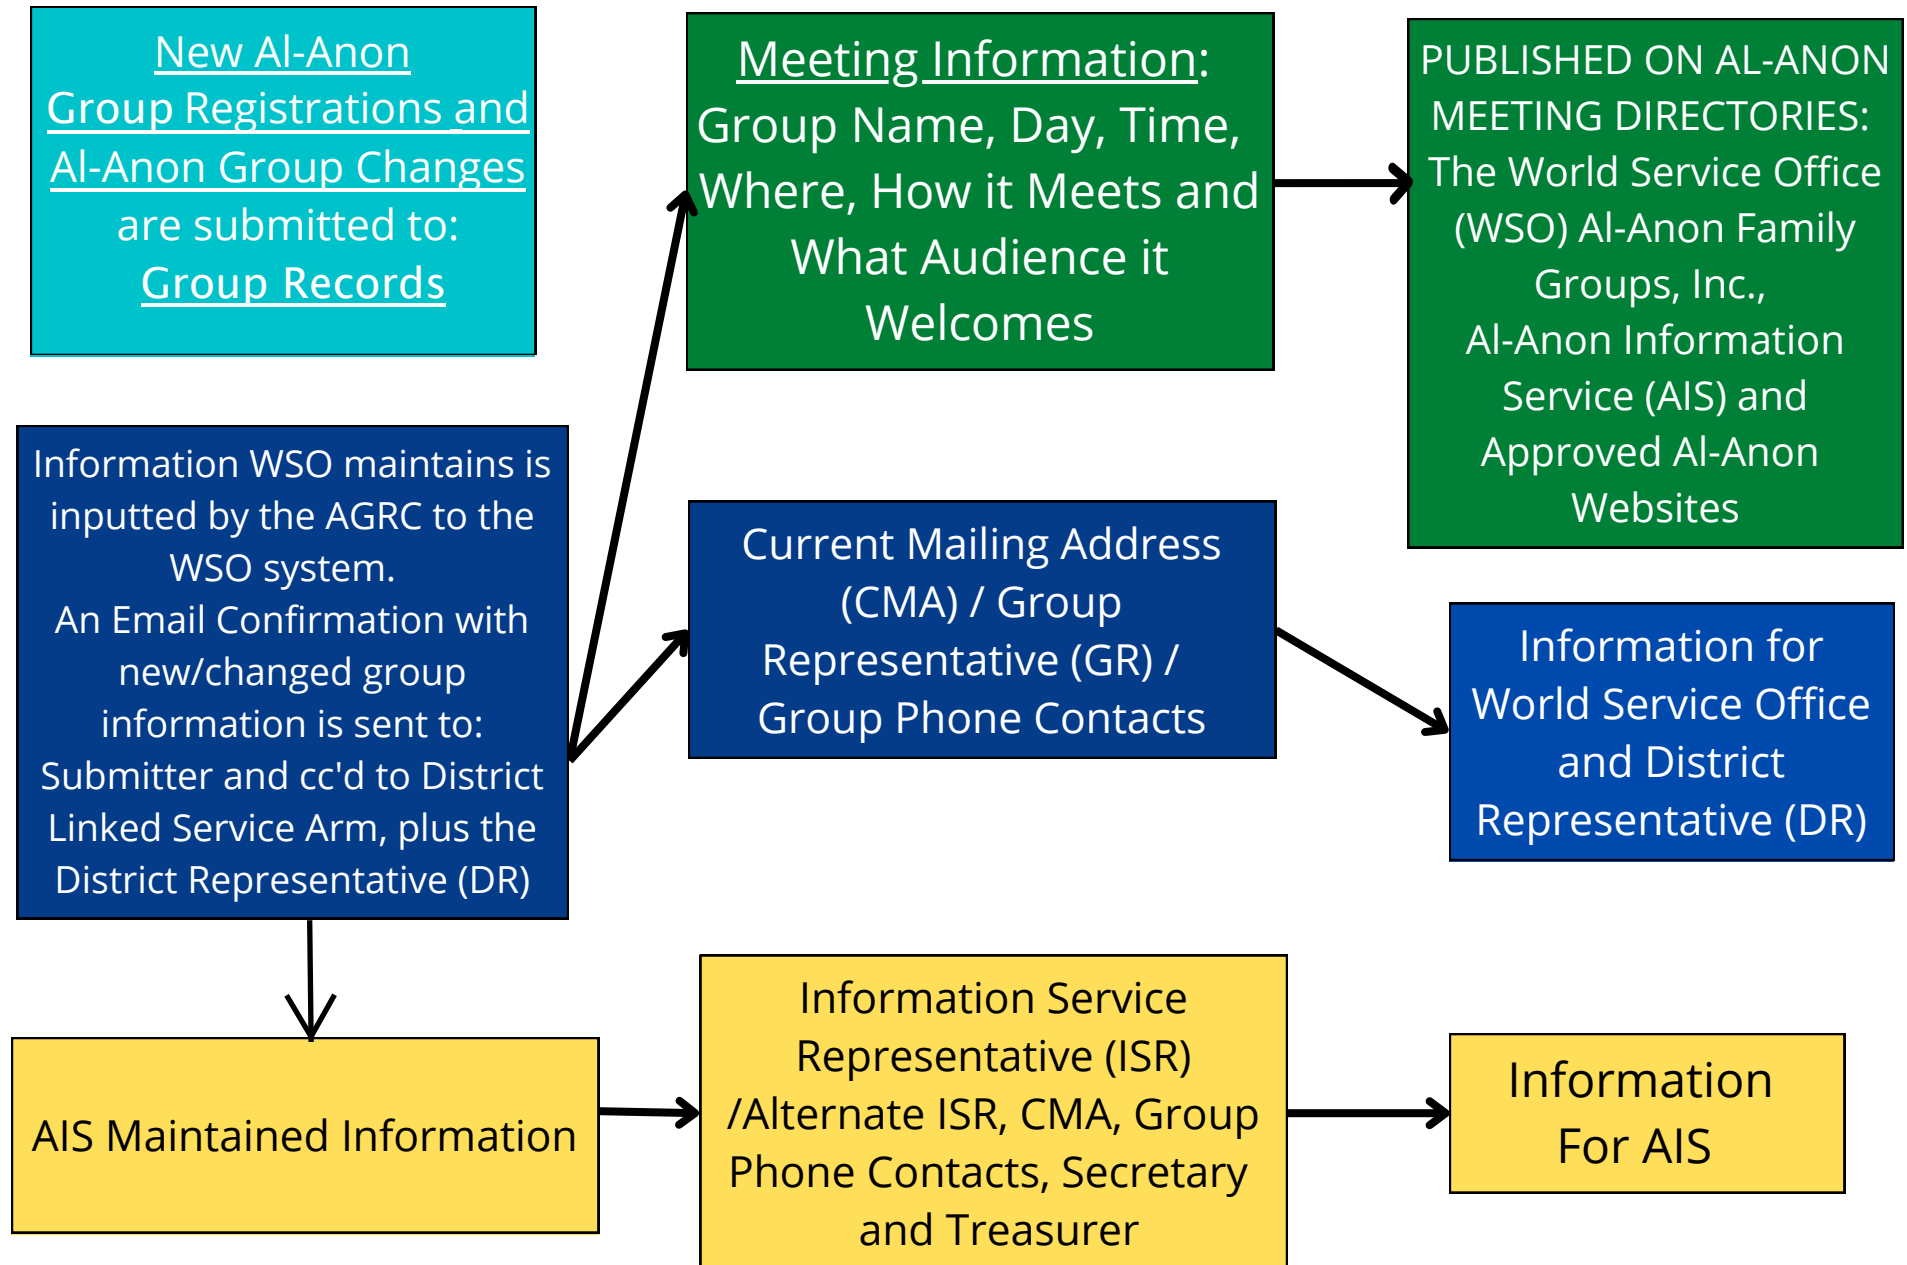 New Al-Anon
Group Registrations and
Al-Anon Group Changes
are submitted to:
Group Records
Meeting Information:
Group Name, Day, Time,
Where, How it Meets and
What Audience it
Welcomes
PUBLISHED ON AL-ANON
MEETING DIRECTORIES:
The World Service Office
(WSO) Al-Anon Family
Groups, Inc.,
Al-Anon Information
Service (AIS) and
Approved Al-Anon
Websites
Information WSO maintains is
inputted by the AGRC to the
WSO system.
An Email Confirmation with
new/changed group
information is sent to:
Submitter and cc'd to District
Linked Service Arm, plus the
District Representative (DR)
Current Mailing Address
(CMA) / Group
Representative (GR) /
Group Phone Contacts
Information for
World Service Office
and District
Representative (DR)
AIS Maintained Information
Information Service
Representative (ISR)
/Alternate ISR, CMA, Group
Phone Contacts, Secretary
and Treasurer
Information
For AIS